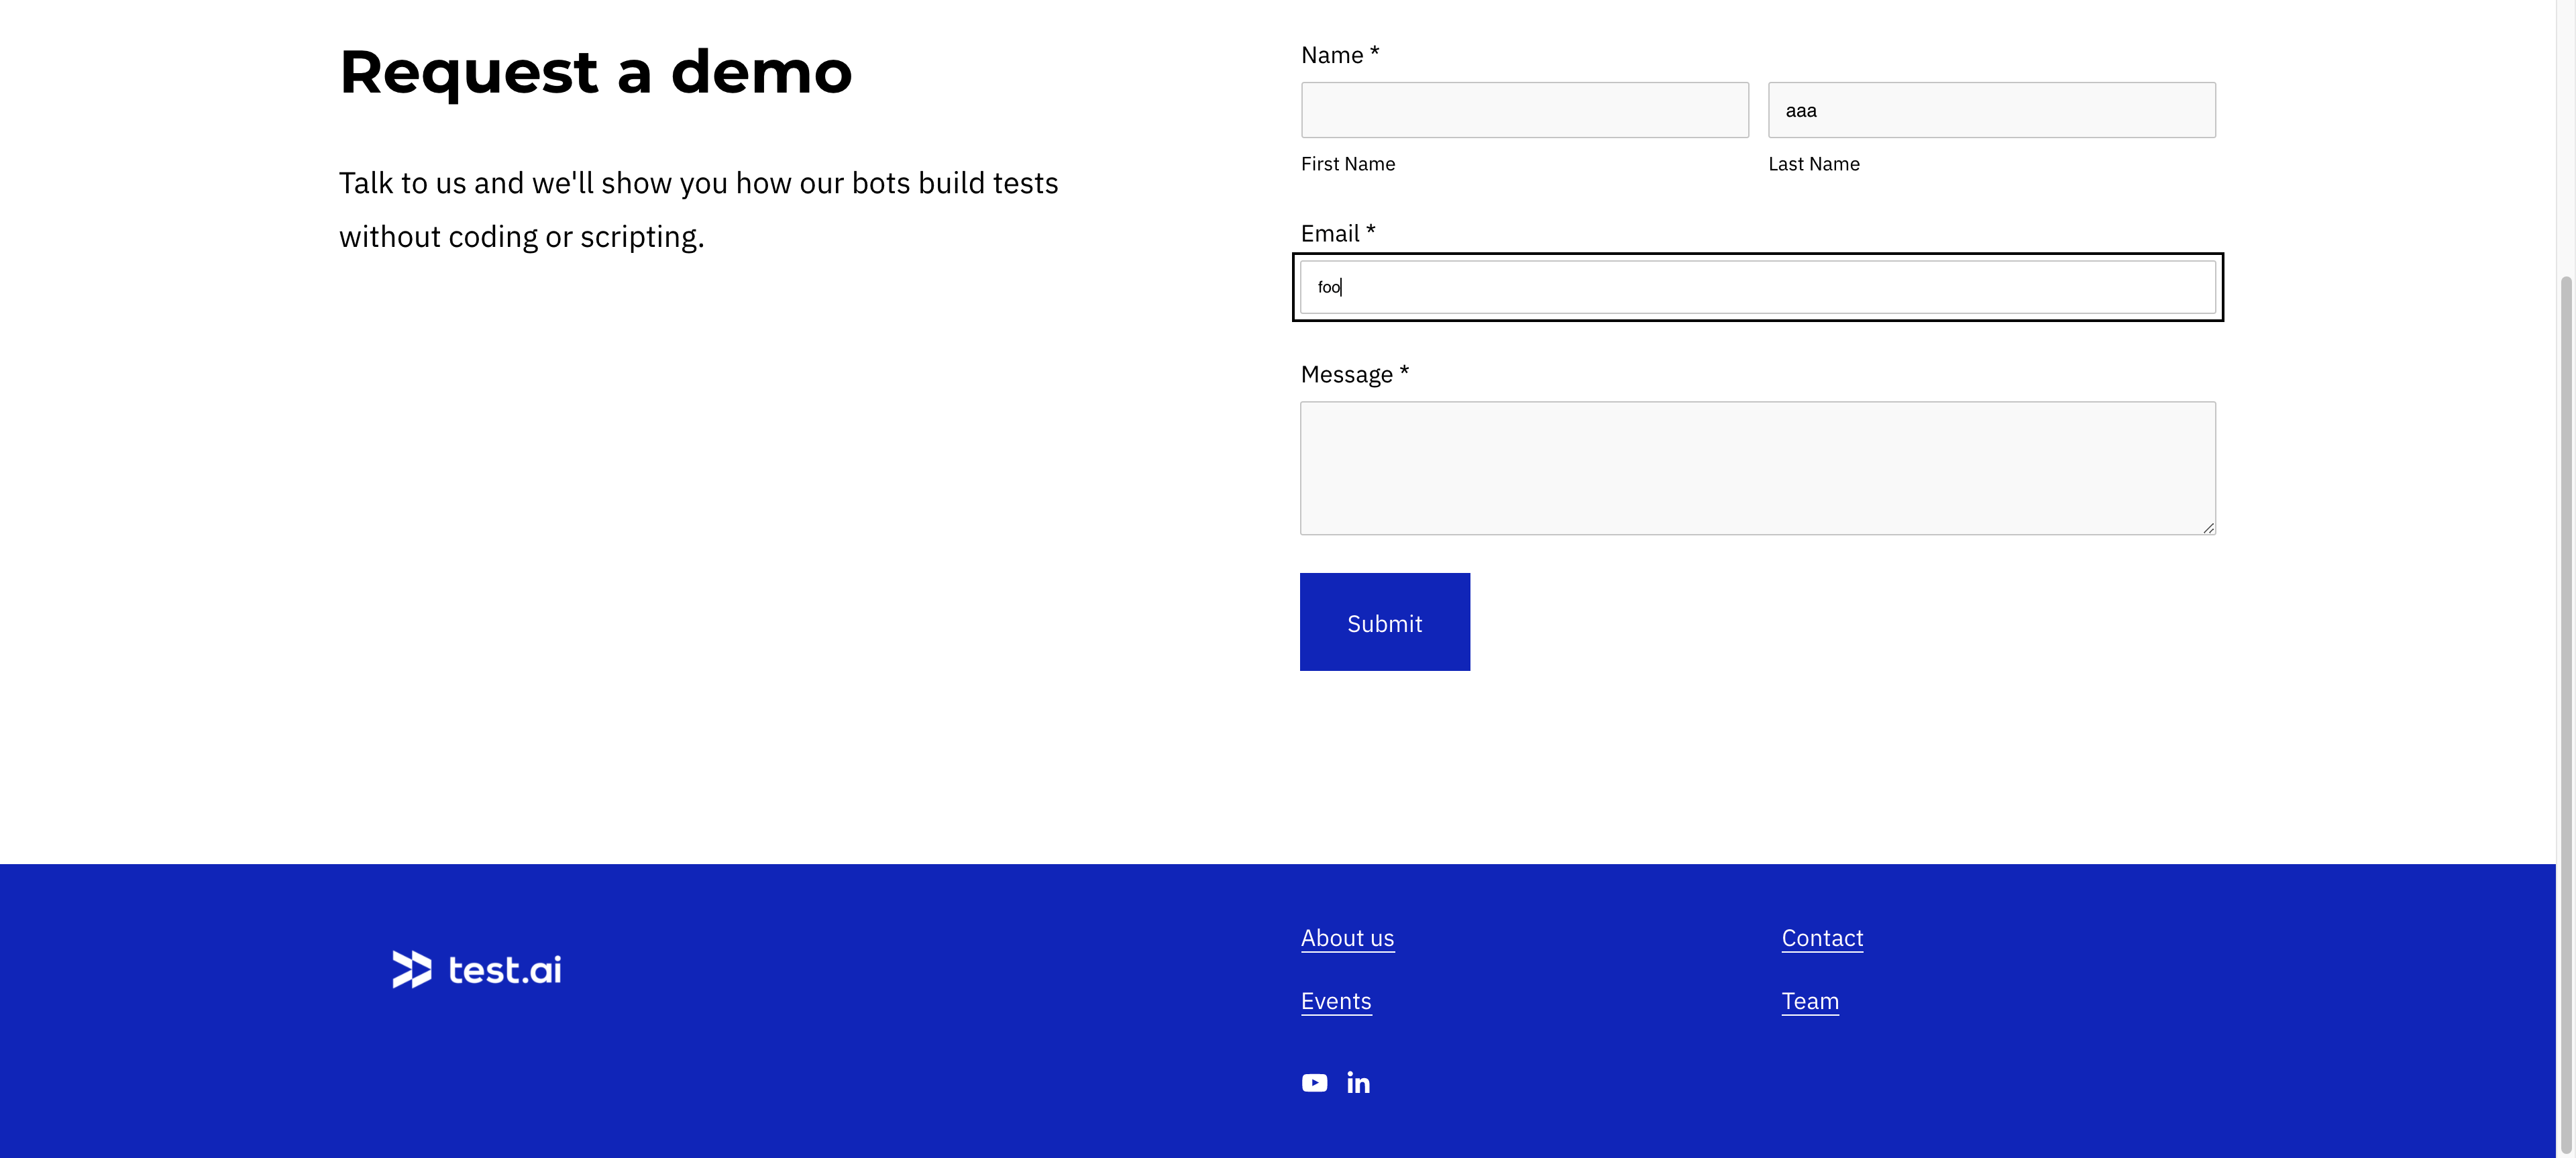 Request a demo
Talk to us and we'll show you how our bots build tests
without coding or scripting.
Name *
aaa
First Name
Last Name
Email *
foo
Message *
Submit
test.ai
About us
Contact
Events
Team
in